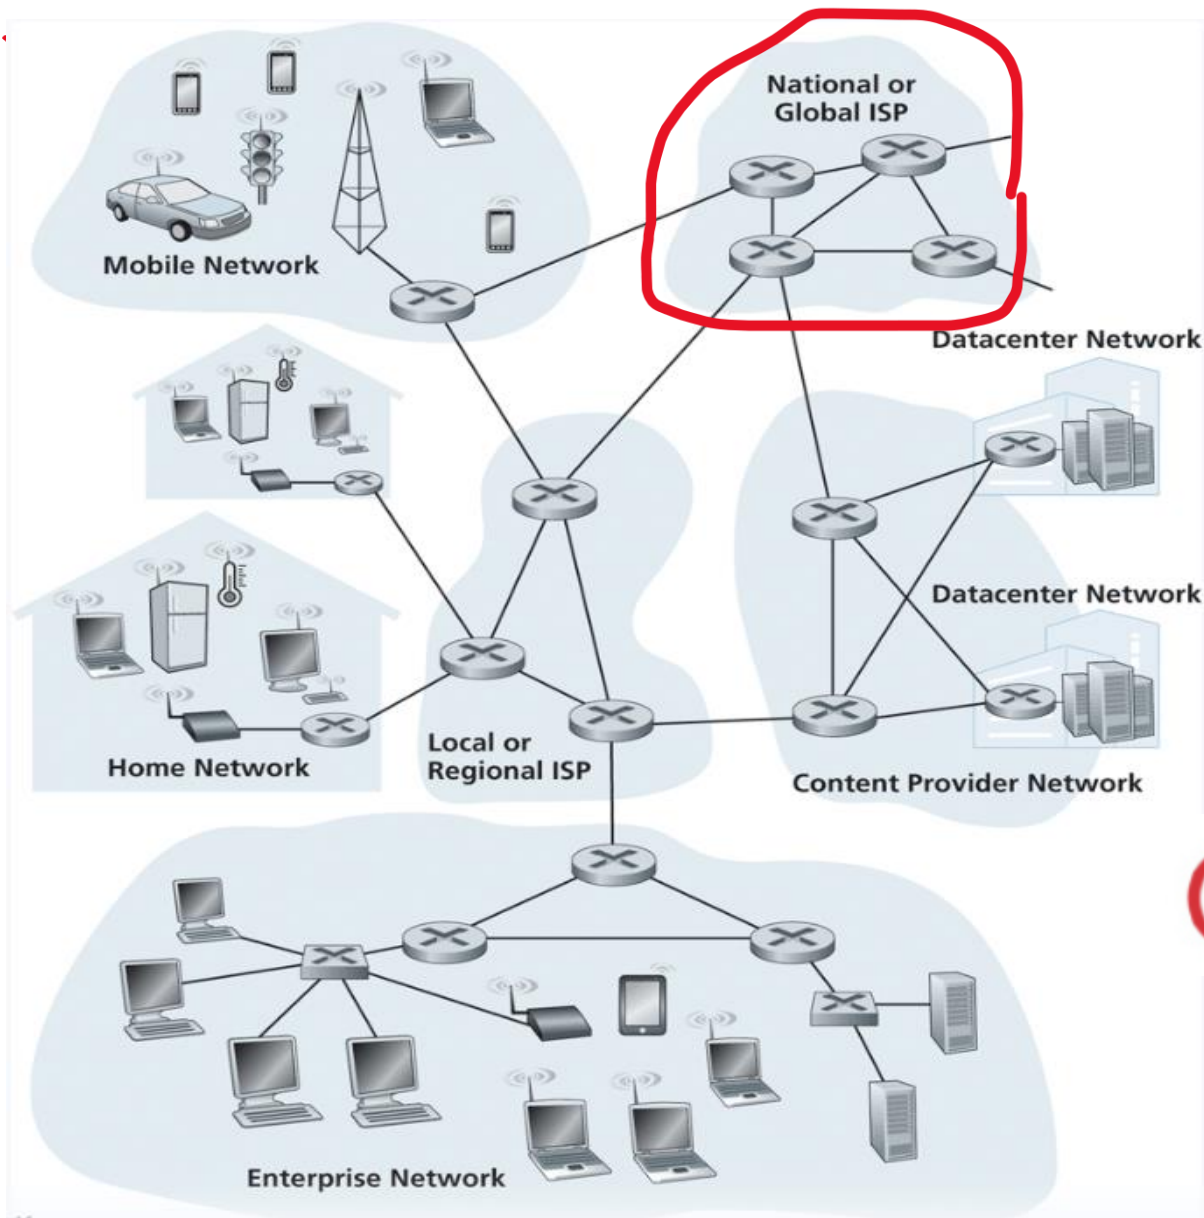 National or
Global ISP
Mobile Network
Datacenter Network
Datacenter Network
Home Network
Local or
Regional ISP
Content Provider Network
Enterprise Network